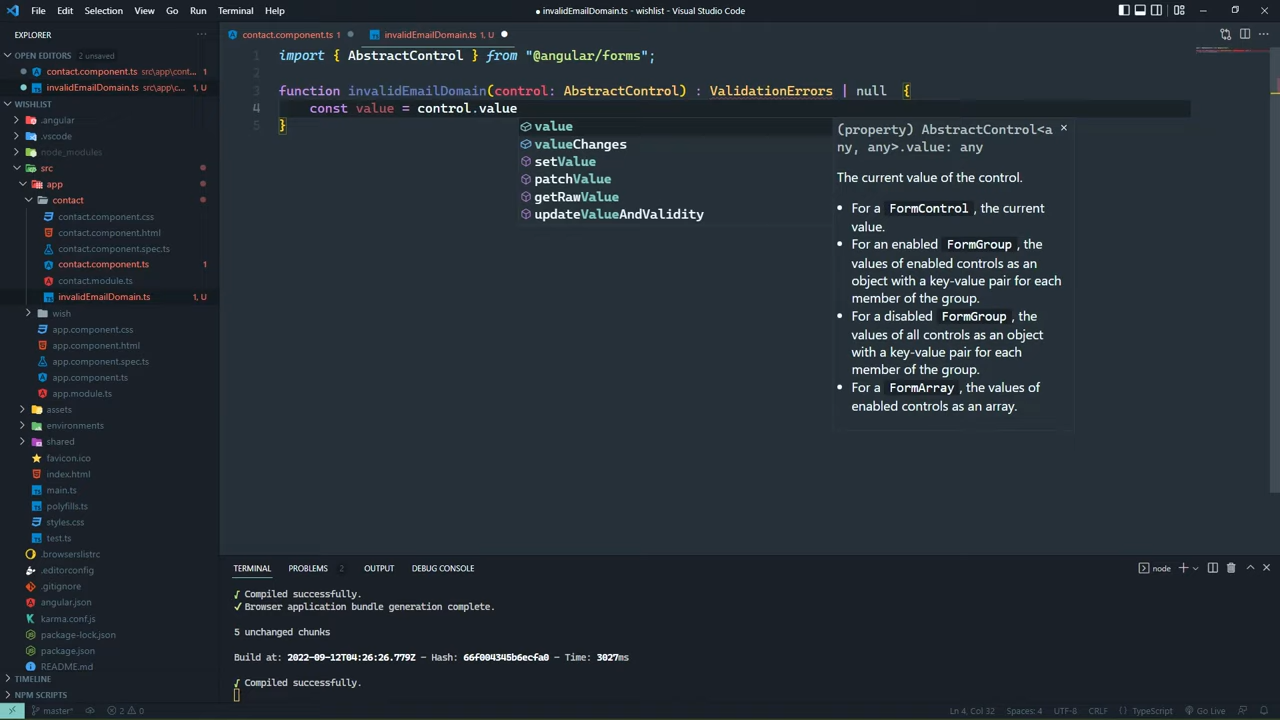 File Edit Selection View Go Run Terminal Help
● invalidEmailDomain.ts - wishlist - Visual Studio Code
EXPLORER
contact.component.ts 1
invalidEmailDomain.ts 1, U
OPEN EDITORS 2 unsaved
contact.component.ts src\app\cont... 1
invalidEmailDomain.ts src\app\c... 1, U
WISHLIST
.angular
.vscode
node_modules
src
app
contact
contact.component.css
contact.component.html
contact.component.spec.ts
contact.component.ts 1
contact.module.ts
invalidEmailDomain.ts 1, U
wish
app.component.css
app.component.html
app.component.spec.ts
app.component.ts
app.module.ts
assets
environments
shared
favicon.ico
index.html
main.ts
polyfills.ts
styles.css
test.ts
.browserslistrc
.editorconfig
.gitignore
angular.json
karma.conf.js
package-lock.json
package.json
README.md
TIMELINE
NPM SCRIPTS
1 import { AbstractControl } from "@angular/forms";
2
3 function invalidEmailDomain(control: AbstractControl) : ValidationErrors | null {
4 const value = control.value
5 }
value
valueChanges
setValue
patchValue
getRawValue
updateValueAndValidity
(property) AbstractControl<a
ny, any>.value: any
The current value of the control.
• For a FormControl, the current
value.
• For an enabled FormGroup, the
values of enabled controls as an
object with a key-value pair for each
member of the group.
• For a disabled FormGroup, the
values of all controls as an object
with a key-value pair for each
member of the group.
• For a FormArray, the values of
enabled controls as an array.
TERMINAL PROBLEMS 2 OUTPUT DEBUG CONSOLE
node
√ Compiled successfully.
✓ Browser application bundle generation complete.
5 unchanged chunks
Build at: 2022-09-12T04:26:26.779Z - Hash: 66f004345b6ecfa0 - Time: 3027ms
√ Compiled successfully.
master* 2 0
Ln 4, Col 32 Spaces: 4 UTF-8 CRLF {} TypeScript Go Live